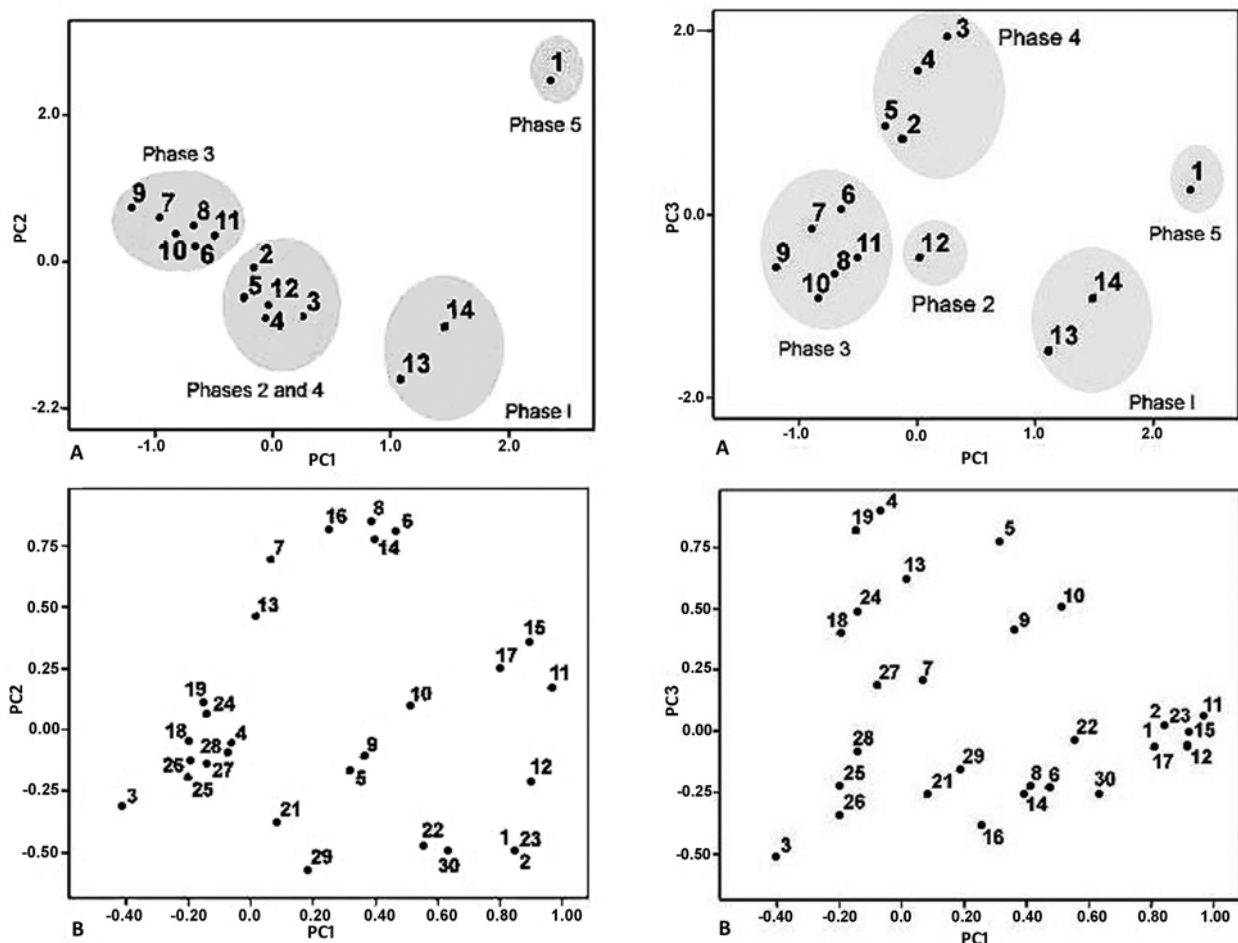 1
2.0
Phase 5
Phase 3
9 7 8 11
10 6
PC2
0.0
2
5 12 3
4
14
13
Phases 2 and 4
-2.2
Phase I
A
-1.0 0.0 1.0 2.0
PC1
2.0
3
Phase 4
4
5 2
1
PC3
0.0
6
7
Phase 5
9
11
8
10
12
Phase 2
14
13
Phase 3
-2.0
Phase I
A
-1.0 0.0 1.0 2.0
PC1
16 8 6
14
0.75
7
0.50
13
15
0.25
17 11
PC2
10
19 24
0.00
18 28 4
9
26 27
5
12
-0.25
25
3
21
22 1 23
-0.50
29 30 2
-0.40 -0.20 0.0 0.20 0.40 0.60 0.80 1.00
B
PC1
4
19
5
0.75
13
0.50
24
10
18
9
0.25
27 7
PC3
2 23 11
22
0.00
28
1 15
17 12
29
25
8 6 30
-0.25
21 14
26
16
3
-0.50
-0.40 -0.20 0.0 0.20 0.40 0.60 0.80 1.00
B
PC1